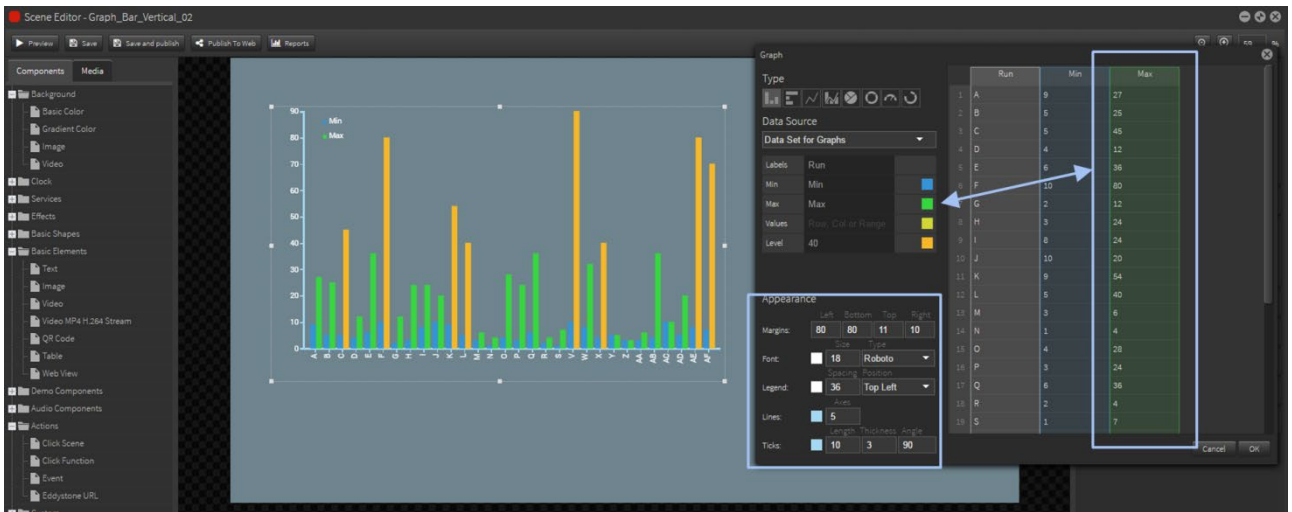 Scene Editor - Graph_Bar_Vertical_02
Preview Save Save and publish Publish To Web Reports
Components Media
Background
Basic Color
Gradient Color
Image
Video
Clock
Services
Effects
Basic Shapes
Basic Elements
Text
Image
Video
Video MP4 H.264 Stream
QR Code
Table
Web View
Demo Components
Audio Components
Actions
Click Scene
Click Function
Event
Eddystone URL
90
80
70
60
50
40
30
20
10
0
Min
Max
A B C D E F G H I J K L M N O P Q R S V W X Y Z AA AB AC AD AE AF
Graph
Type
Data Source
Data Set for Graphs
Labels Run
Min Min
Max Max
Values Row, Col or Range
Level 40
Appearance
Left Bottom Top Right
Margins: 80 80 11 10
Size Type
Font: 18 Roboto
Spacing Position
Legend: 36 Top Left
Axes
Lines: 5
Length Thickness Angle
Ticks: 10 3 90
Run Min Max
1 A 9 27
2 B 5 25
3 C 5 45
4 D 4 12
5 E 6 36
F 10 80
G 2 12
8 H 3 24
9 I 8 24
10 J 10 20
11 K 9 54
12 L 5 40
13 M 3 6
14 N 1 4
15 O 4 28
16 P 3 24
17 Q 6 36
18 R 2 4
19 S 1 7
Cancel OK